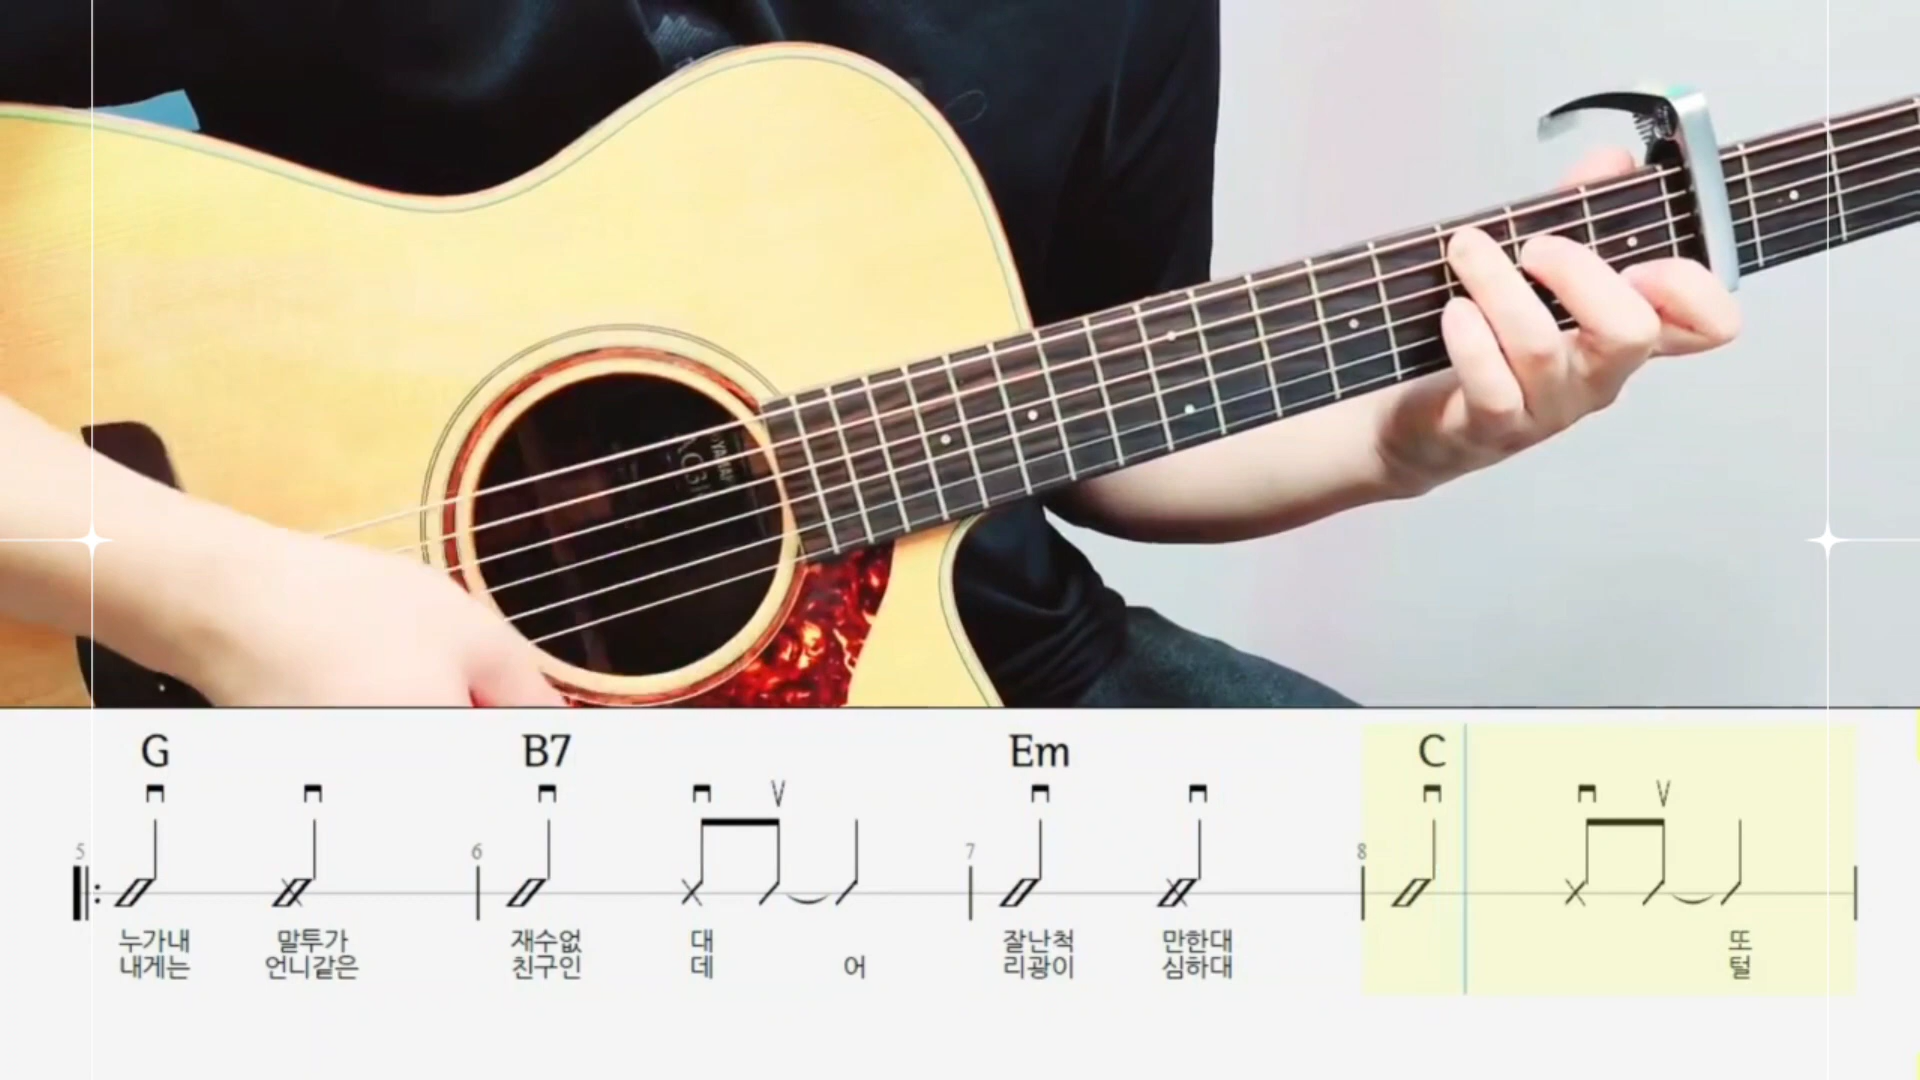 YAMAH
G B7 Em C
5 6 7 8
누가내 말투가 재수없 대 잘난척 만한대 또
내게는 언니같은 친구인 데 어 리광이 심하대 털